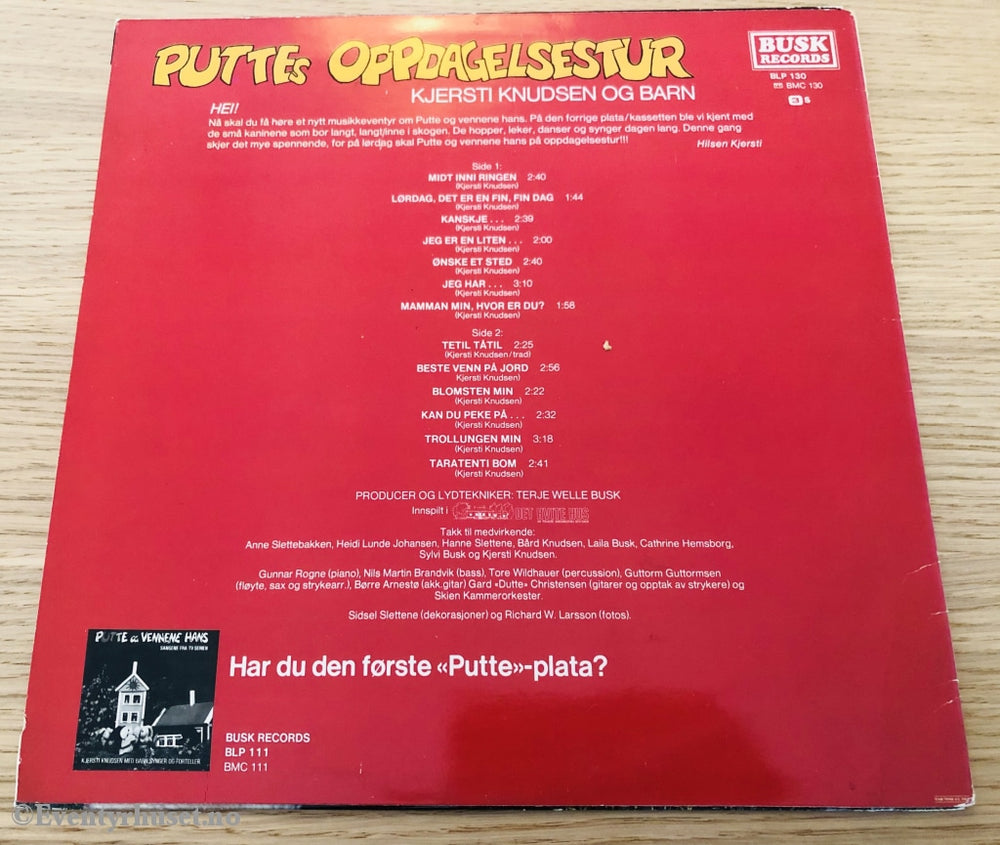 PUTTEs OPPDAGELSESTUR
KJERSTI KNUDSEN OG BARN
BUSK
RECORDS
BLP 130
BMC 130
HEI!
Nå skal du få høre et nytt musikkeventyr om Putte og vennene hans. På den forrige plata/kassetten ble vi kjent med
de små kaninene som bor langt, langt inne i skogen. De hopper, leker, danser og synger dagen lang. Denne gang
skjer det mye spennende, for på lørdag skal Putte og vennene hans på oppdagelsestur!!!
Hilsen Kjersti
Side 1:
MIDT INNI RINGEN 2:40
(Kjersti Knudsen)
LØRDAG, DET ER EN FIN, FIN DAG 1:44
(Kjersti Knudsen)
KANSKJE . . . 2:39
(Kjersti Knudsen)
JEG ER EN LITEN . . . 2:00
(Kjersti Knudsen)
ØNSKE ET STED 2:40
(Kjersti Knudsen)
JEG HAR . . . 3:10
(Kjersti Knudsen)
MAMMAN MIN, HVOR ER DU? 1:58
(Kjersti Knudsen)
Side 2:
TETIL TÅTIL 2:25
(Kjersti Knudsen/trad)
BESTE VENN PÅ JORD 2:56
Kjersti Knudsen)
BLOMSTEN MIN 2:22
(Kjersti Knudsen)
KAN DU PEKE PÅ . . . 2:32
(Kjersti Knudsen)
TROLLUNGEN MIN 3:18
(Kjersti Knudsen)
TARATENTI BOM 2:41
(Kjersti Knudsen)
PRODUCER OG LYDTEKNIKER: TERJE WELLE BUSK
Innspilt i DET HVITE HUS
Takk til medvirkende:
Anne Slettebakken, Heidi Lunde Johansen, Hanne Slettene, Bård Knudsen, Laila Busk, Cathrine Hemsborg,
Sylvi Busk og Kjersti Knudsen.
Gunnar Rogne (piano), Nils Martin Brandvik (bass), Tore Wildhauer (percussion), Guttorm Guttormsen
(fløyte, sax og strykearr.), Børre Arnestø (akk.gitar) Gard «Dutte» Christensen (gitarer og opptak av strykere) og
Skien Kammerorkester.
Sidsel Slettene (dekorasjoner) og Richard W. Larsson (fotos).
PUTTE OG VENNENE HANS
SANGENE FRA TV-SERIEN
KJERSTI KNUDSEN MED BARN SYNGER OG FORTELLER
Har du den første «Putte»-plata?
BUSK RECORDS
BLP 111
BMC 111
©Eventyrhuset.no